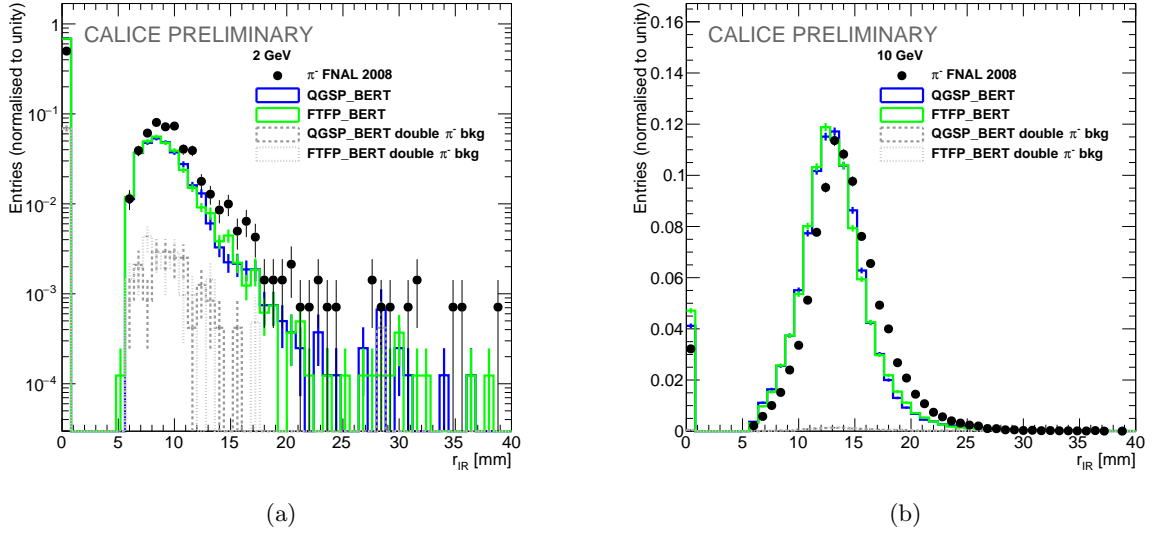 CALICE PRELIMINARY
2 GeV
π⁻ FNAL 2008
QGSP_BERT
FTFP_BERT
QGSP_BERT double π⁻ bkg
FTFP_BERT double π⁻ bkg
Entries (normalised to unity)
1
10⁻¹
10⁻²
10⁻³
10⁻⁴
0 5 10 15 20 25 30 35 40
r_IR [mm]
(a)
CALICE PRELIMINARY
10 GeV
π⁻ FNAL 2008
QGSP_BERT
FTFP_BERT
QGSP_BERT double π⁻ bkg
FTFP_BERT double π⁻ bkg
Entries (normalised to unity)
0.16
0.14
0.12
0.1
0.08
0.06
0.04
0.02
0
0 5 10 15 20 25 30 35 40
r_IR [mm]
(b)